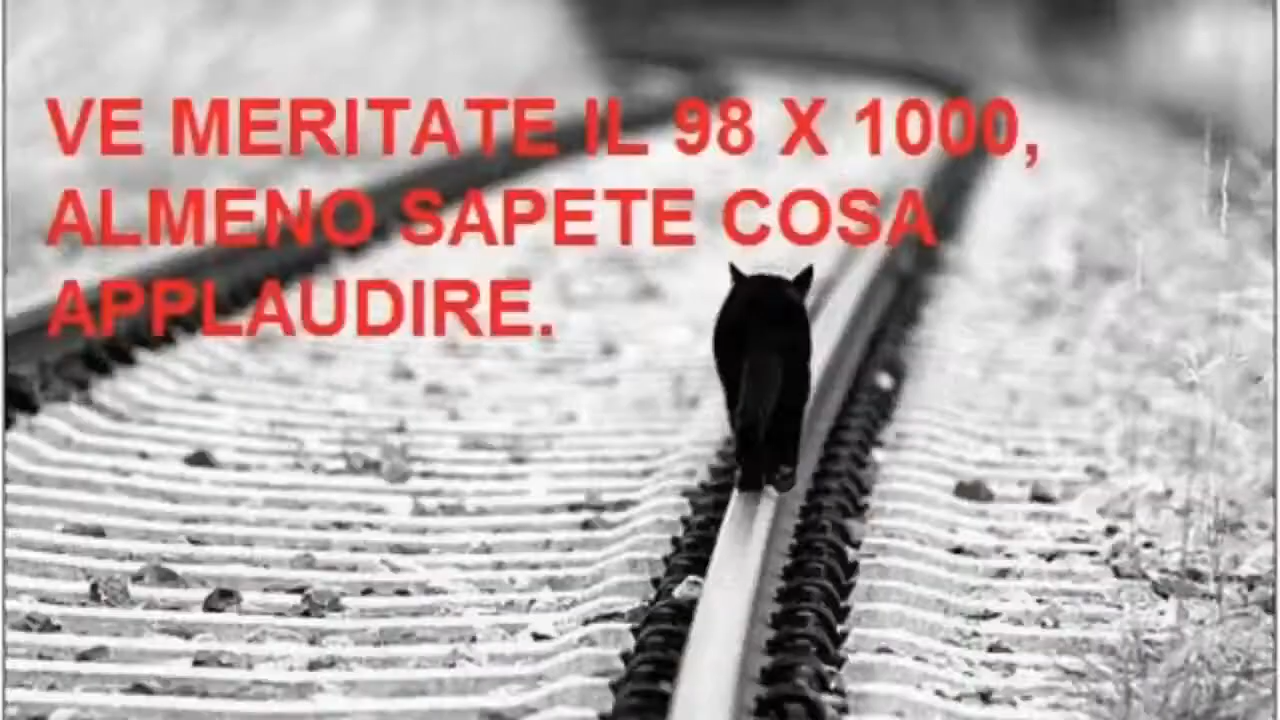 VE MERITATE IL 98 X 1000,
ALMENO SAPETE COSA
APPLAUDIRE.